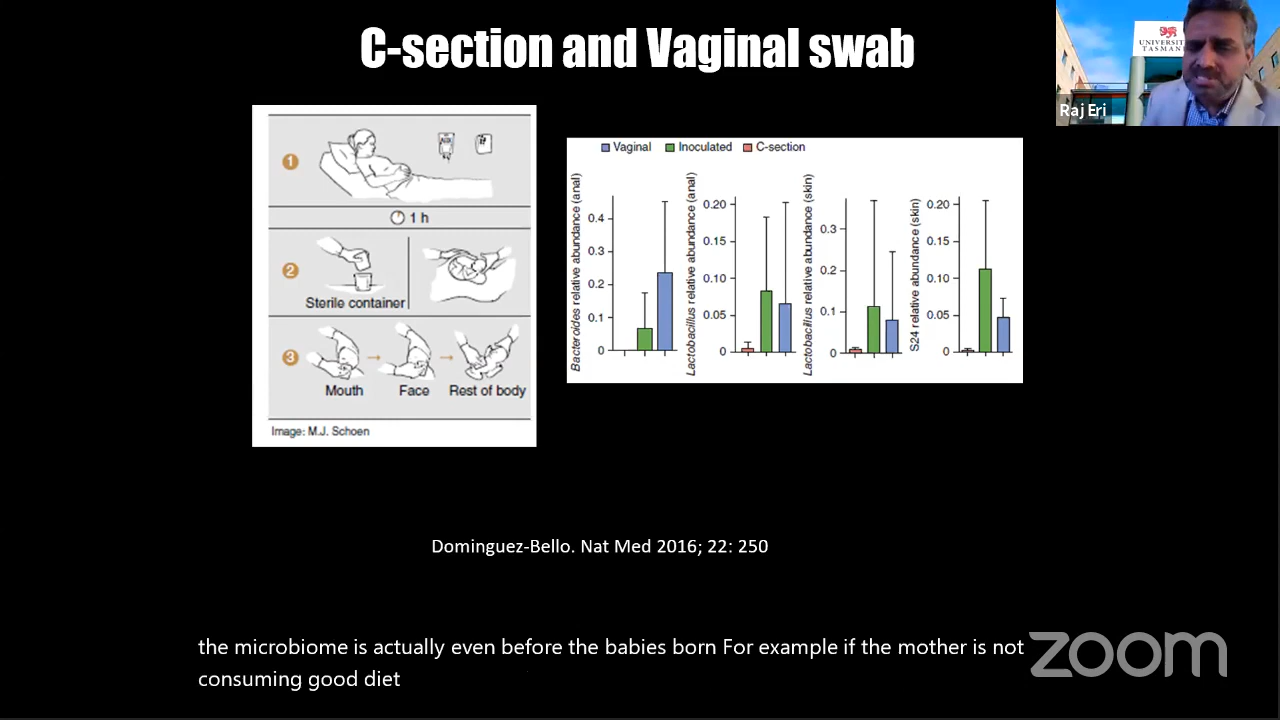 C-section and Vaginal swab
UNIVERSIT
TASMANI
Raj Eri
1
1 h
2
Sterile container
3
Mouth
Face
Rest of body
Image: M.J. Schoen
Vaginal
Inoculated
C-section
Bacteroides relative abundance (anal)
0.4
0.3
0.2
0.1
0
Lactobacillus relative abundance (anal)
0.20
0.15
0.10
0.05
0
Lactobacillus relative abundance (skin)
0.3
0.2
0.1
0
S24 relative abundance (skin)
0.20
0.15
0.10
0.05
0
Dominguez-Bello. Nat Med 2016; 22: 250
the microbiome is actually even before the babies born For example if the mother is not
consuming good diet
zoom